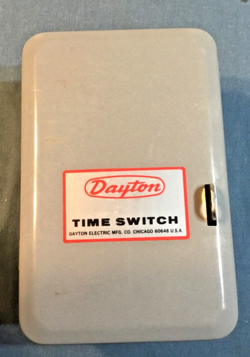 Dayton
TIME SWITCH
DAYTON ELECTRIC MFG. CO. CHICAGO 60648 U.S.A